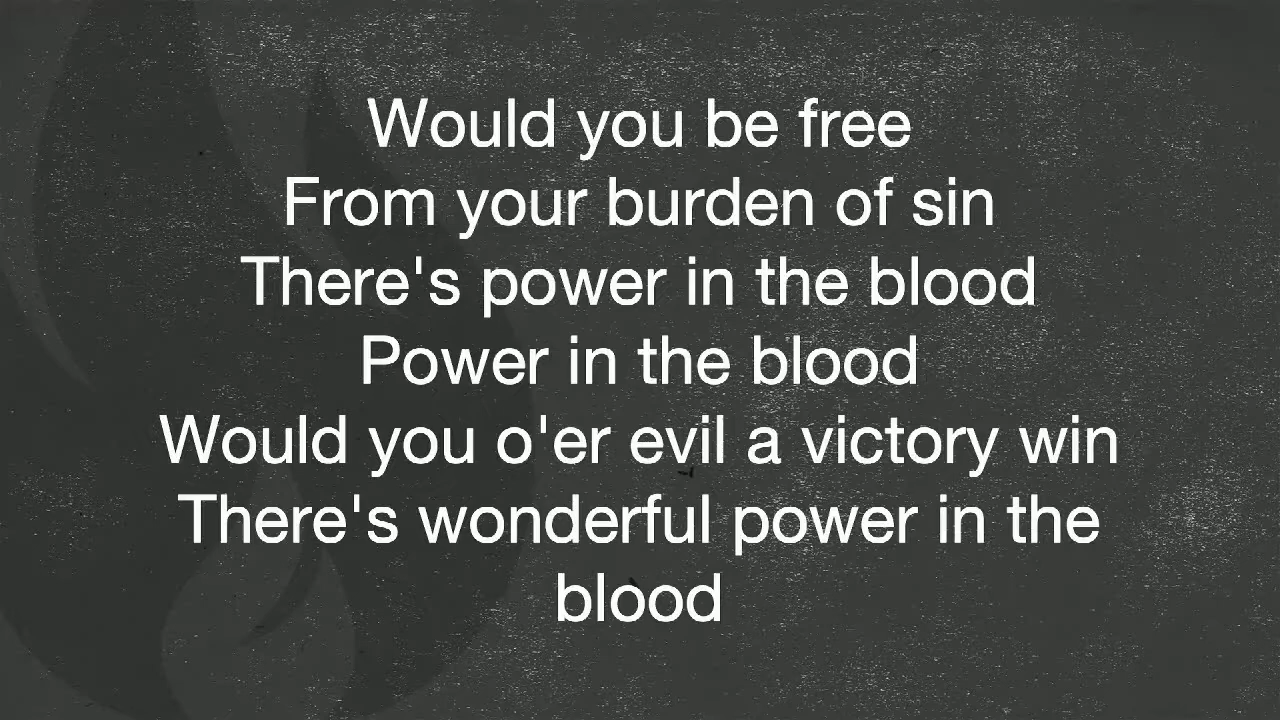 Would you be free
From your burden of sin
There's power in the blood
Power in the blood
Would you o'er evil a victory win
There's wonderful power in the
blood